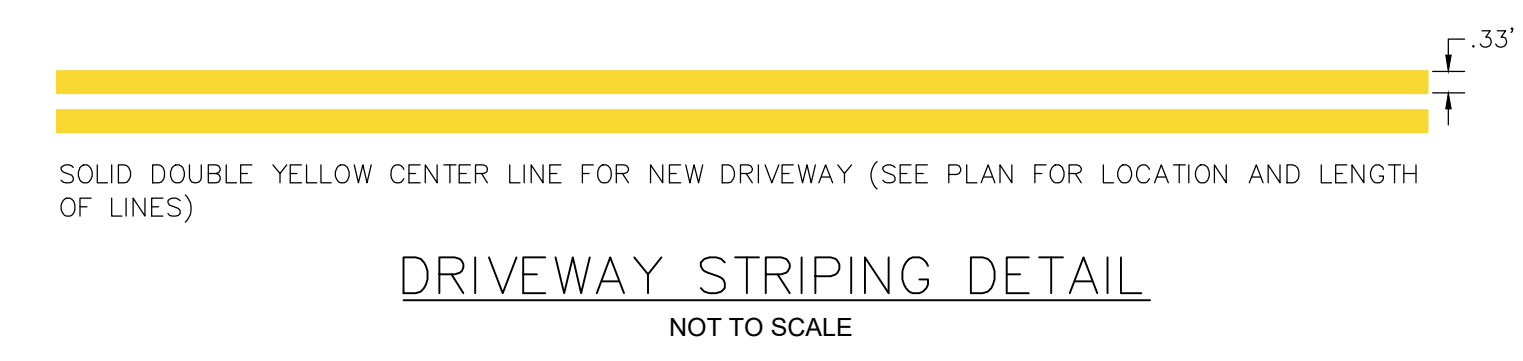 .33'
SOLID DOUBLE YELLOW CENTER LINE FOR NEW DRIVEWAY (SEE PLAN FOR LOCATION AND LENGTH
OF LINES)
DRIVEWAY STRIPING DETAIL
NOT TO SCALE